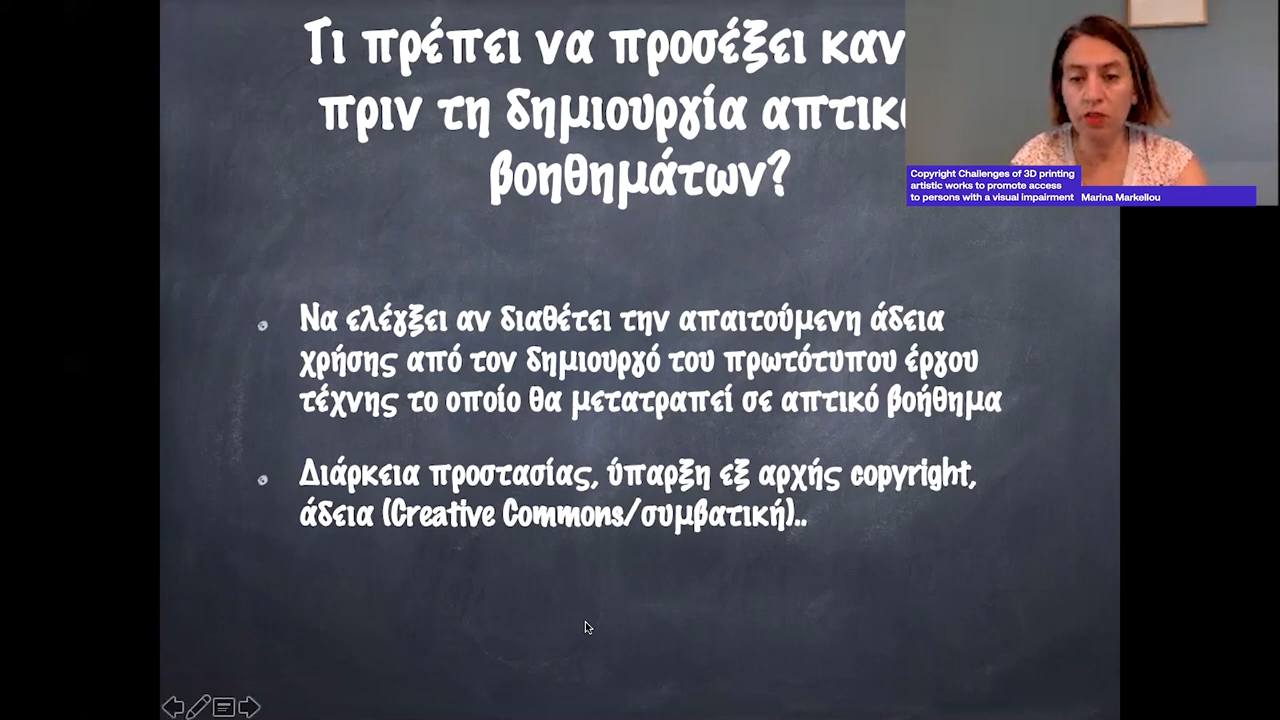 Τι πρέπει να προσέξει
πριν τη δημιουργία
βοηθημάτων?
Copyright Challenges of 3D printing
artistic works to promote access
to persons with a visual impairment Marina Markellou
Να ελέγξει αν διαθέτει την απαιτούμενη άδεια
χρήσης από τον δημιουργό του πρωτότυπου έργου
τέχνης το οποίο θα μετατραπεί σε απτικό βοήθημα
Διάρκεια προστασίας, ύπαρξη εξ αρχής copyright,
άδεια (Creative Commons/συμβατική)..